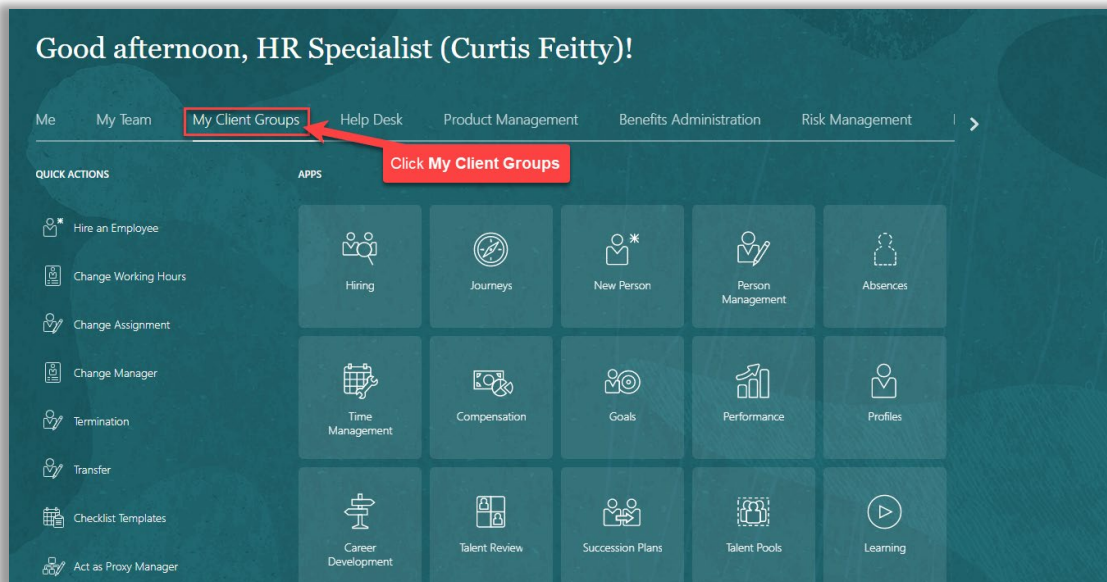 Good afternoon, HR Specialist (Curtis Feitty)!
Me
My Team
My Client Groups
Help Desk
Product Management
Benefits Administration
Risk Management
Click My Client Groups
QUICK ACTIONS
Hire an Employee
Change Working Hours
Change Assignment
Change Manager
Termination
Transfer
Checklist Templates
Act as Proxy Manager
APPS
Hiring
Journeys
New Person
Person
Management
Absences
Time
Management
Compensation
Goals
Performance
Profiles
Career
Development
Talent Review
Succession Plans
Talent Pools
Learning